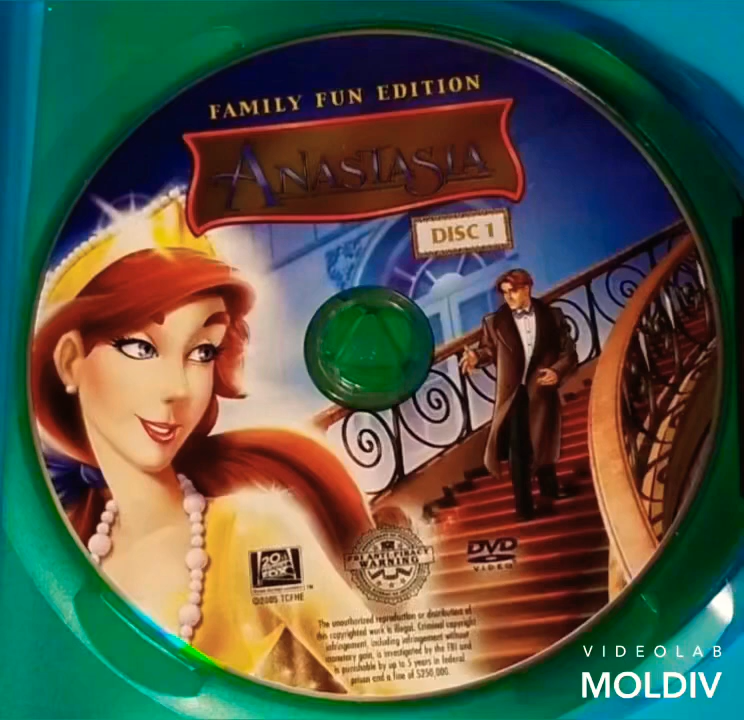 FAMILY FUN EDITION
ANASTASIA
DISC 1
20th
CENTURY
FOX
TM
©2005 TCFHE
FBI ANTI-PIRACY
WARNING
DVD
VIDEO
The unauthorized reproduction or distribution of
this copyrighted work is illegal. Criminal copyright
infringement, including infringement without
monetary gain, is investigated by the FBI and
is punishable by up to 5 years in federal
prison and a fine of $250,000.
VIDEOLAB
MOLDIV